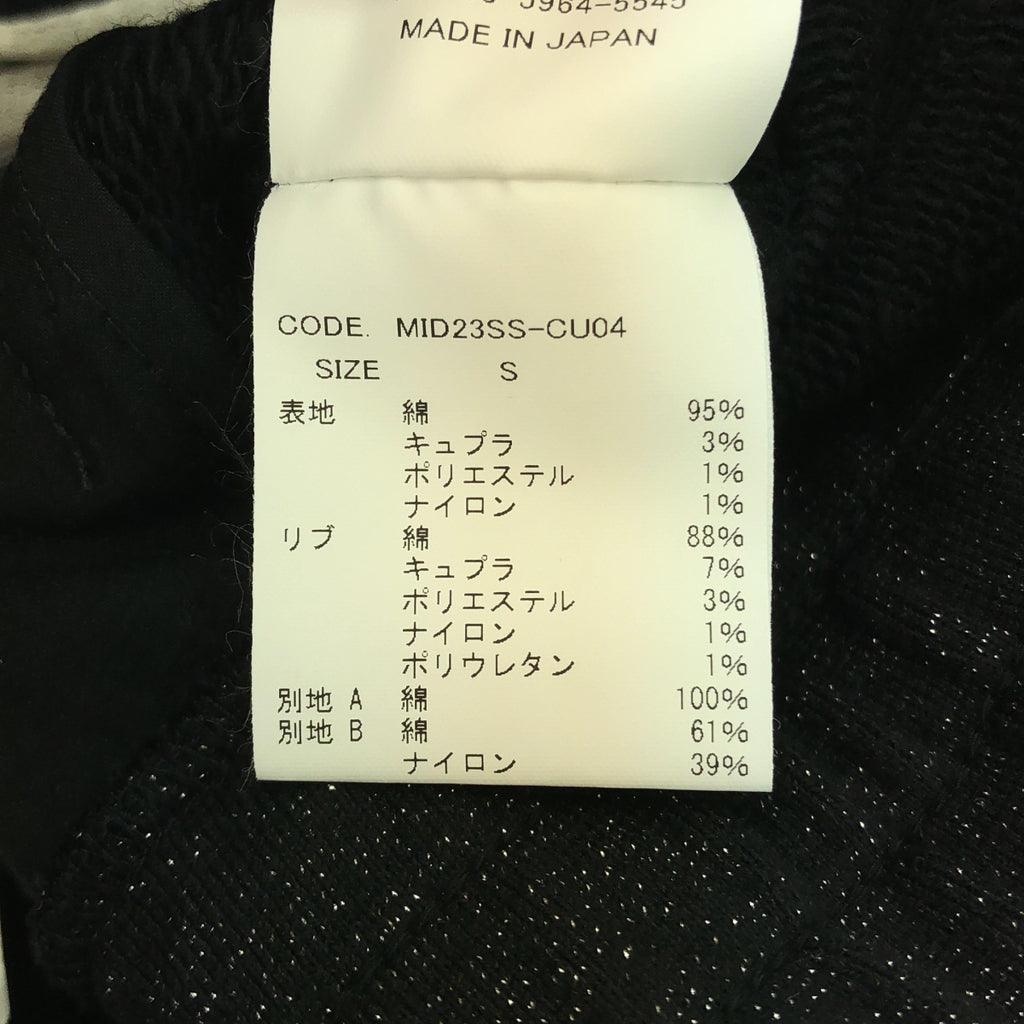 5964-5545
MADE IN JAPAN
CODE. MID23SS-CU04
SIZE S
表地 綿 95%
キュプラ 3%
ポリエステル 1%
ナイロン 1%
リブ 綿 88%
キュプラ 7%
ポリエステル 3%
ナイロン 1%
ポリウレタン 1%
別地 A 綿 100%
別地 B 綿 61%
ナイロン 39%